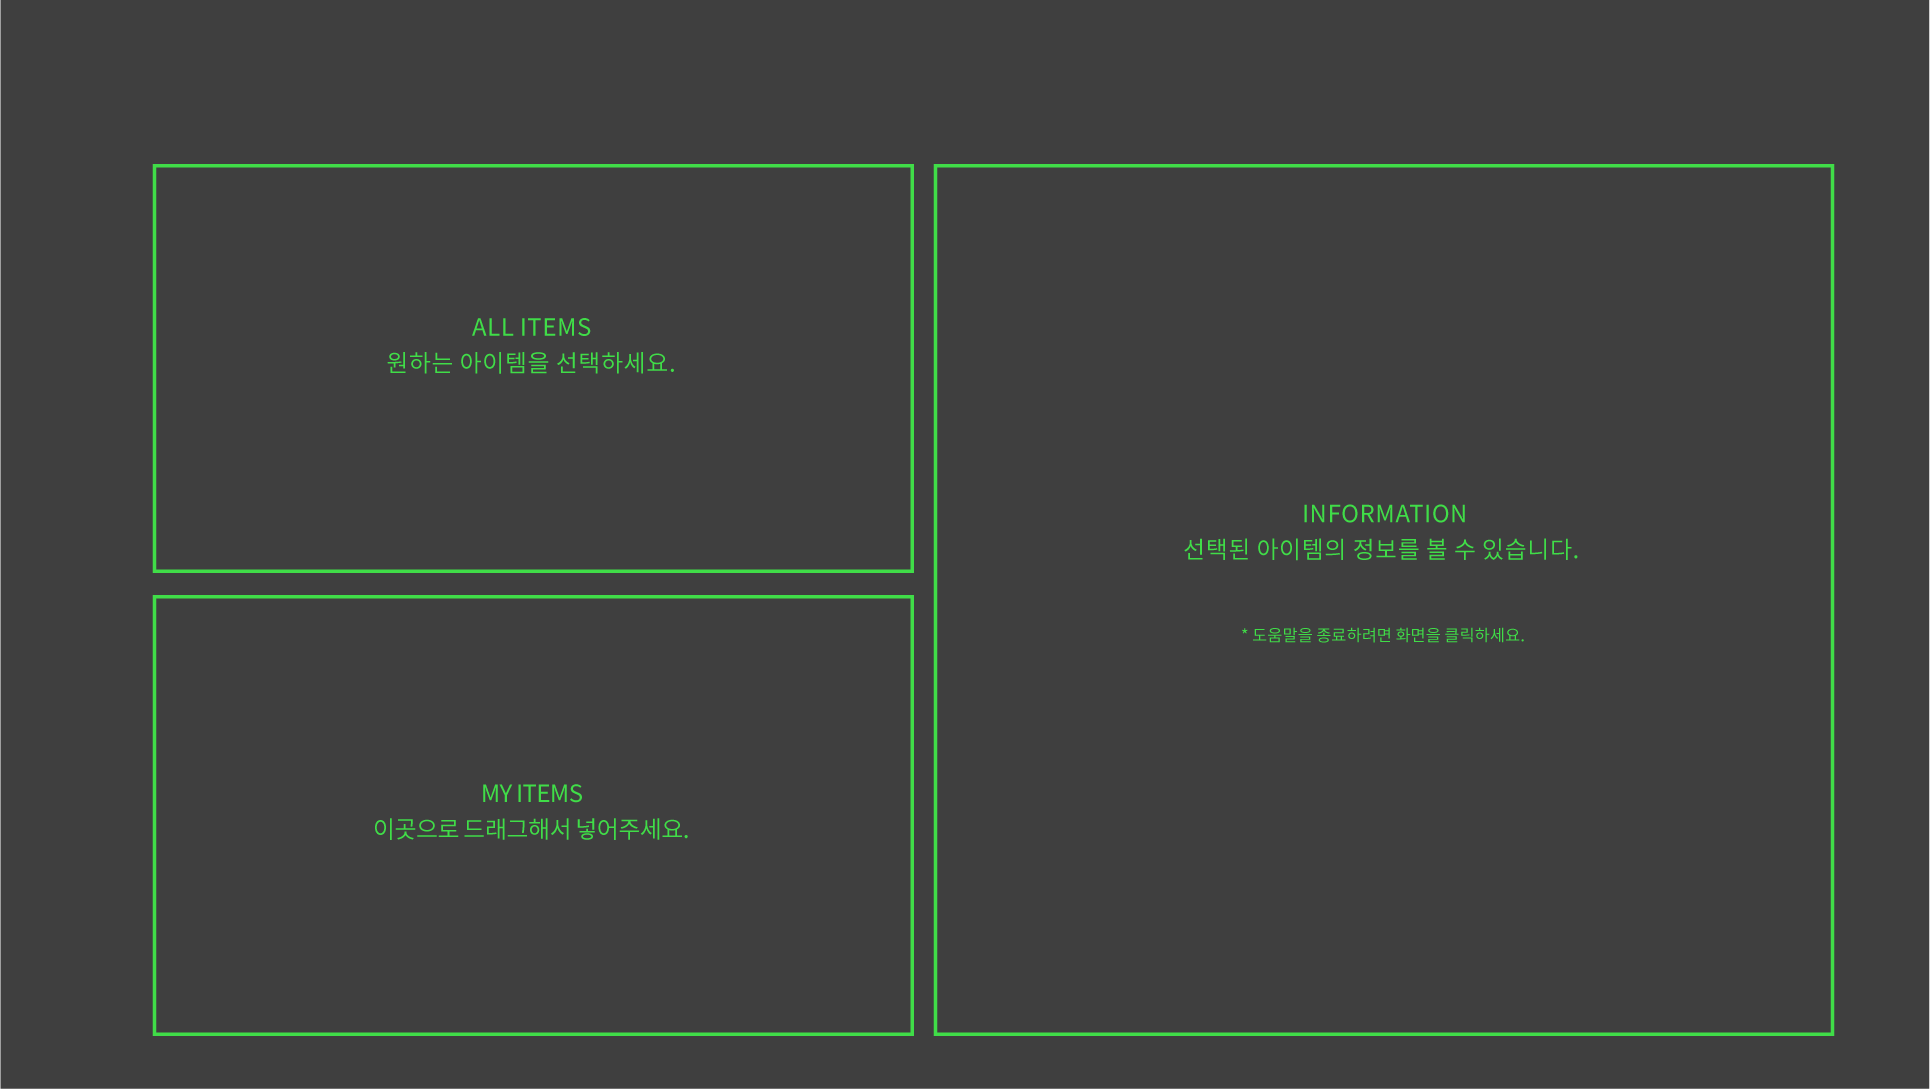 ALL ITEMS
원하는 아이템을 선택하세요.
MY ITEMS
이곳으로 드래그해서 넣어주세요.
INFORMATION
선택된 아이템의 정보를 볼 수 있습니다.
* 도움말을 종료하려면 화면을 클릭하세요.